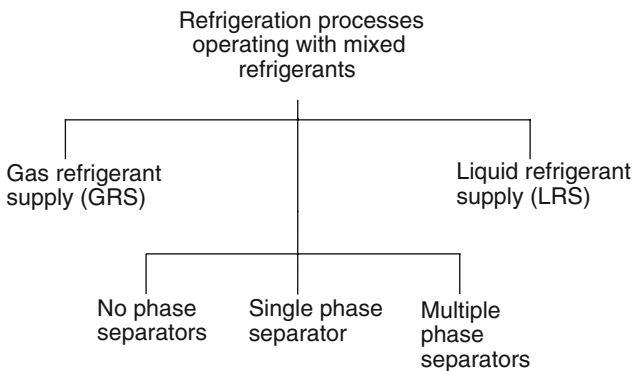 Refrigeration processes
operating with mixed
refrigerants
Gas refrigerant
supply (GRS)
Liquid refrigerant
supply (LRS)
No phase
separators
Single phase
separator
Multiple
phase
separators